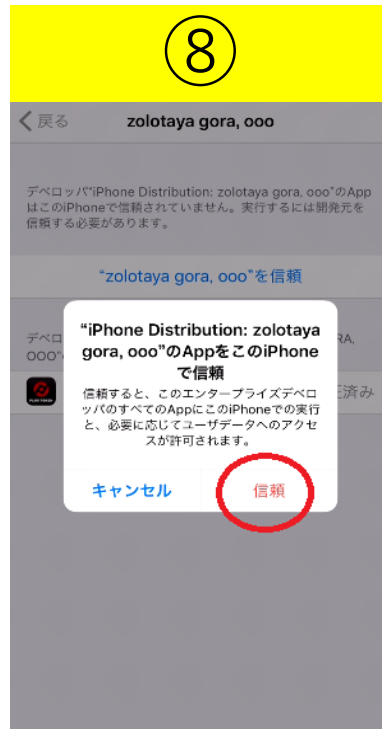 ⑧
戻る zolotaya gora, ooo
デベロッパ"iPhone Distribution: zolotaya gora, ooo"のApp
はこのiPhoneで信頼されていません。実行するには開発元を
信頼する必要があります。
"zolotaya gora, ooo"を信頼
"iPhone Distribution: zolotaya
gora, ooo"のAppをこのiPhone
で信頼
信頼すると、このエンタープライズデベロ
ッパのすべてのAppにこのiPhoneでの実行
と、必要に応じてユーザデータへのアクセ
スが許可されます。
キャンセル 信頼
デベロ RA,
OOO"
PLUS TOKEN 済み